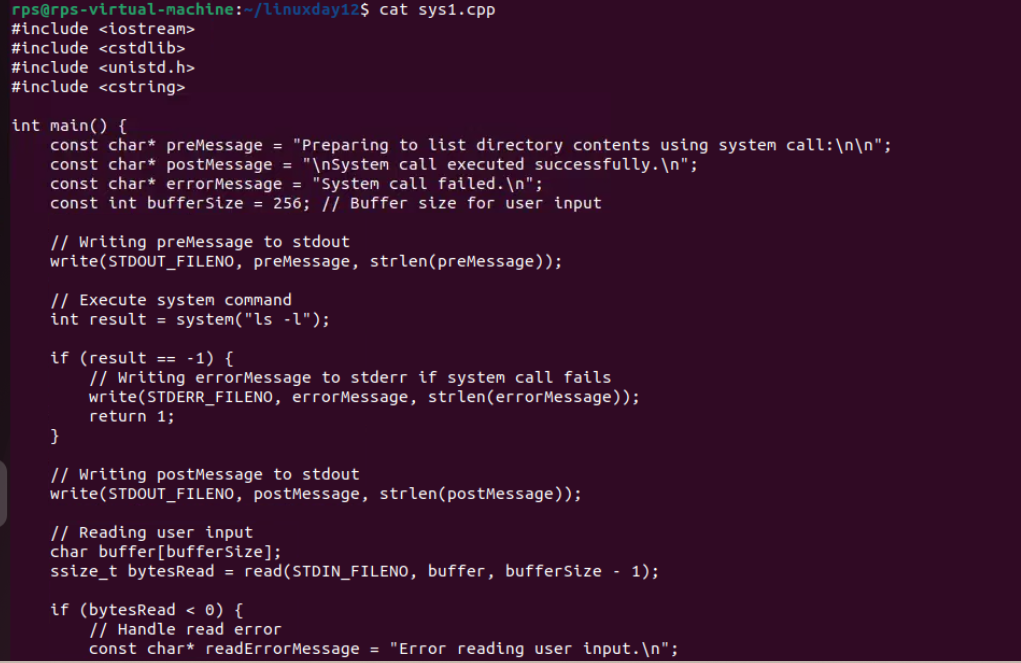 rps@rps-virtual-machine:~/linuxday12$ cat sys1.cpp
#include <iostream>
#include <cstdlib>
#include <unistd.h>
#include <cstring>

int main() {
    const char* preMessage = "Preparing to list directory contents using system call:\n\n";
    const char* postMessage = "\nSystem call executed successfully.\n";
    const char* errorMessage = "System call failed.\n";
    const int bufferSize = 256; // Buffer size for user input

    // Writing preMessage to stdout
    write(STDOUT_FILENO, preMessage, strlen(preMessage));

    // Execute system command
    int result = system("ls -l");

    if (result == -1) {
        // Writing errorMessage to stderr if system call fails
        write(STDERR_FILENO, errorMessage, strlen(errorMessage));
        return 1;
    }

    // Writing postMessage to stdout
    write(STDOUT_FILENO, postMessage, strlen(postMessage));

    // Reading user input
    char buffer[bufferSize];
    ssize_t bytesRead = read(STDIN_FILENO, buffer, bufferSize - 1);

    if (bytesRead < 0) {
        // Handle read error
        const char* readErrorMessage = "Error reading user input.\n";